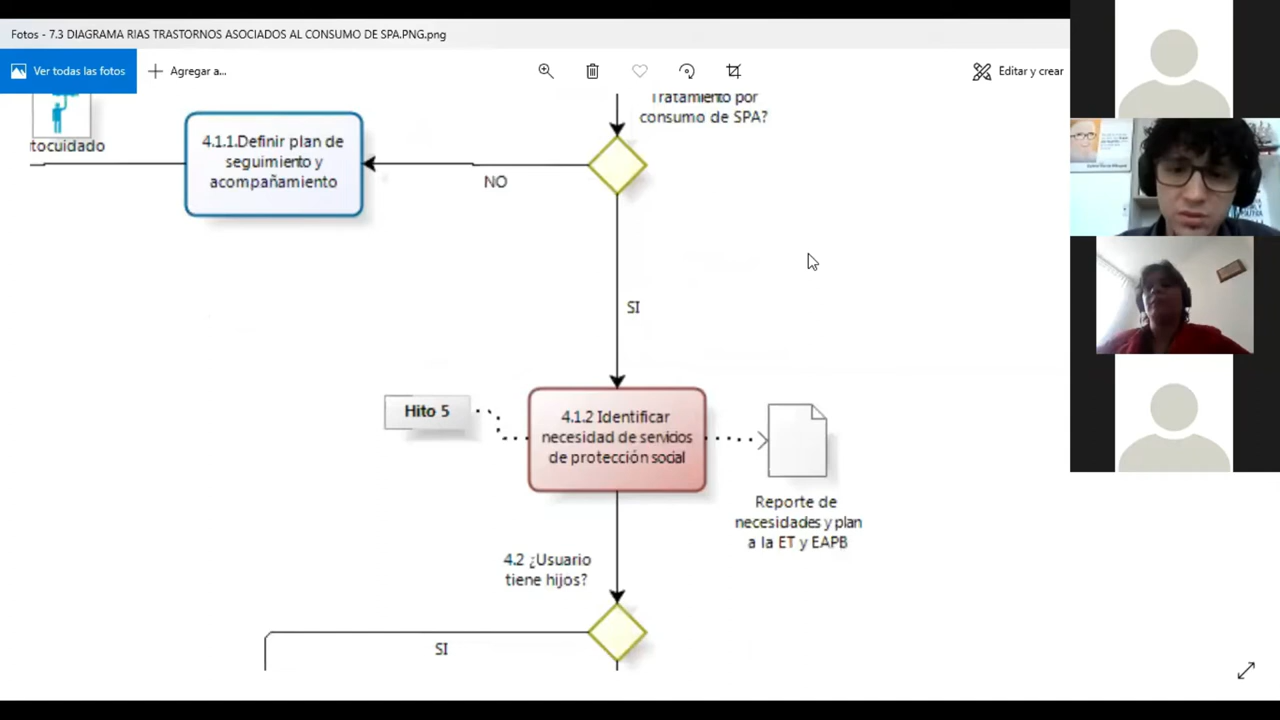 Fotos - 7.3 DIAGRAMA RIAS TRASTORNOS ASOCIADOS AL CONSUMO DE SPA.PNG.png
Ver todas las fotos
Agregar a...
Editar y crear
Tratamiento por
consumo de SPA?
tocuidado
4.1.1.Definir plan de
seguimiento y
acompañamiento
NO
SI
Hito 5
4.1.2 Identificar
necesidad de servicios
de protección social
Reporte de
necesidades y plan
a la ET y EAPB
4.2 ¿Usuario
tiene hijos?
SI